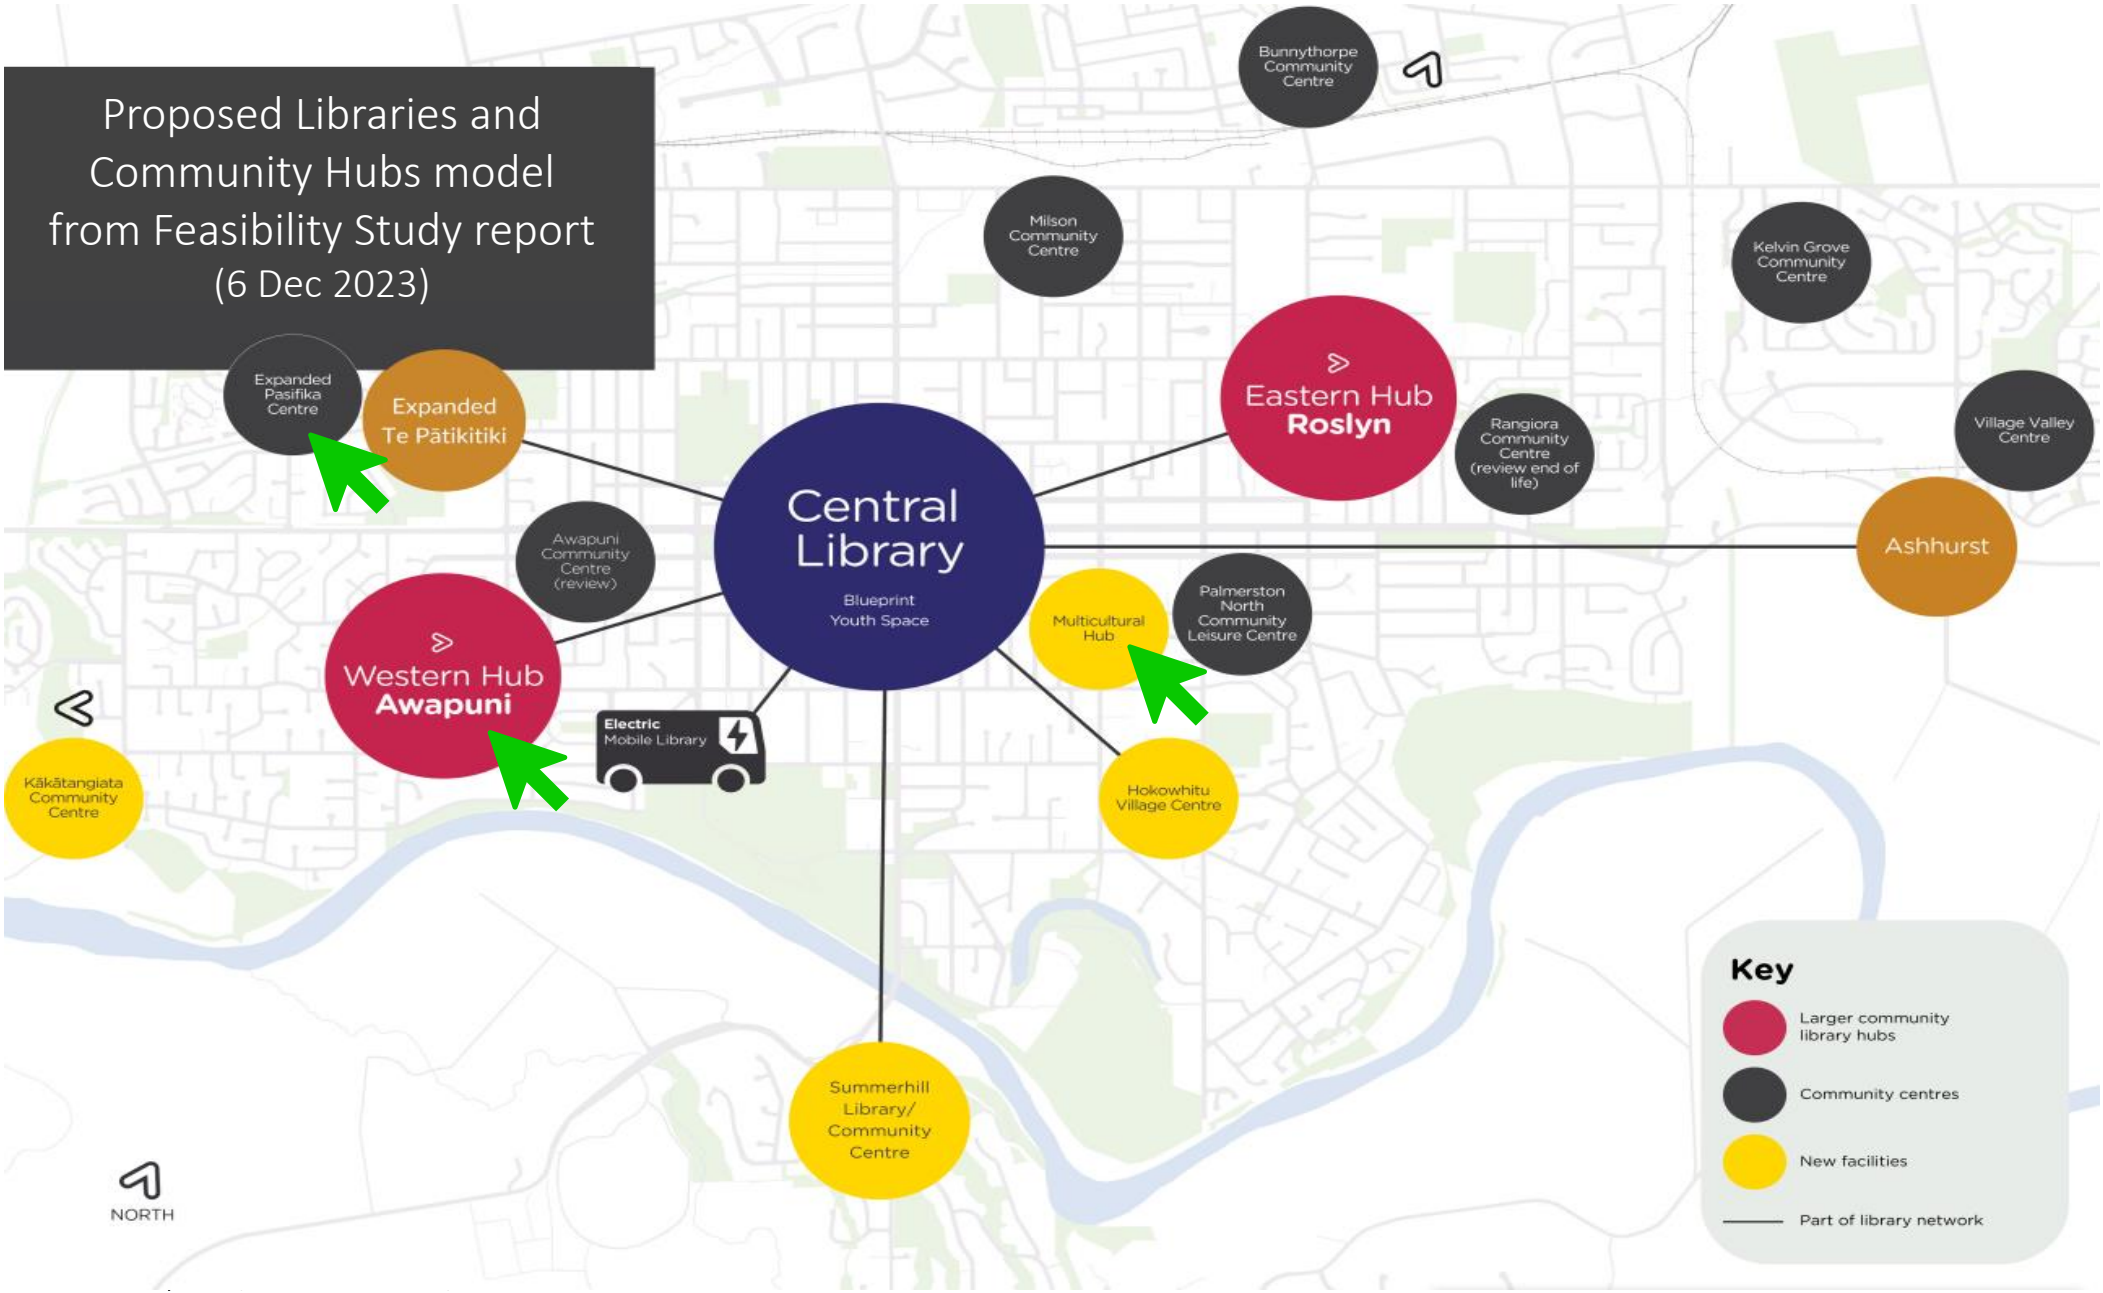 Proposed Libraries and
Community Hubs model
from Feasibility Study report
(6 Dec 2023)
Bunnythorpe
Community
Centre
Milson
Community
Centre
Kelvin Grove
Community
Centre
Expanded
Pasifika
Centre
Expanded
Te Pātikitiki
Eastern Hub
Roslyn
Rangiora
Community
Centre
(review end of
life)
Village Valley
Centre
Central
Library
Blueprint
Youth Space
Awapuni
Community
Centre
(review)
Ashhurst
Multicultural
Hub
Palmerston
North
Community
Leisure Centre
Western Hub
Awapuni
Electric
Mobile Library
Kākātangiata
Community
Centre
Hokowhitu
Village Centre
Summerhill
Library/
Community
Centre
NORTH
Key
Larger community
library hubs
Community centres
New facilities
Part of library network